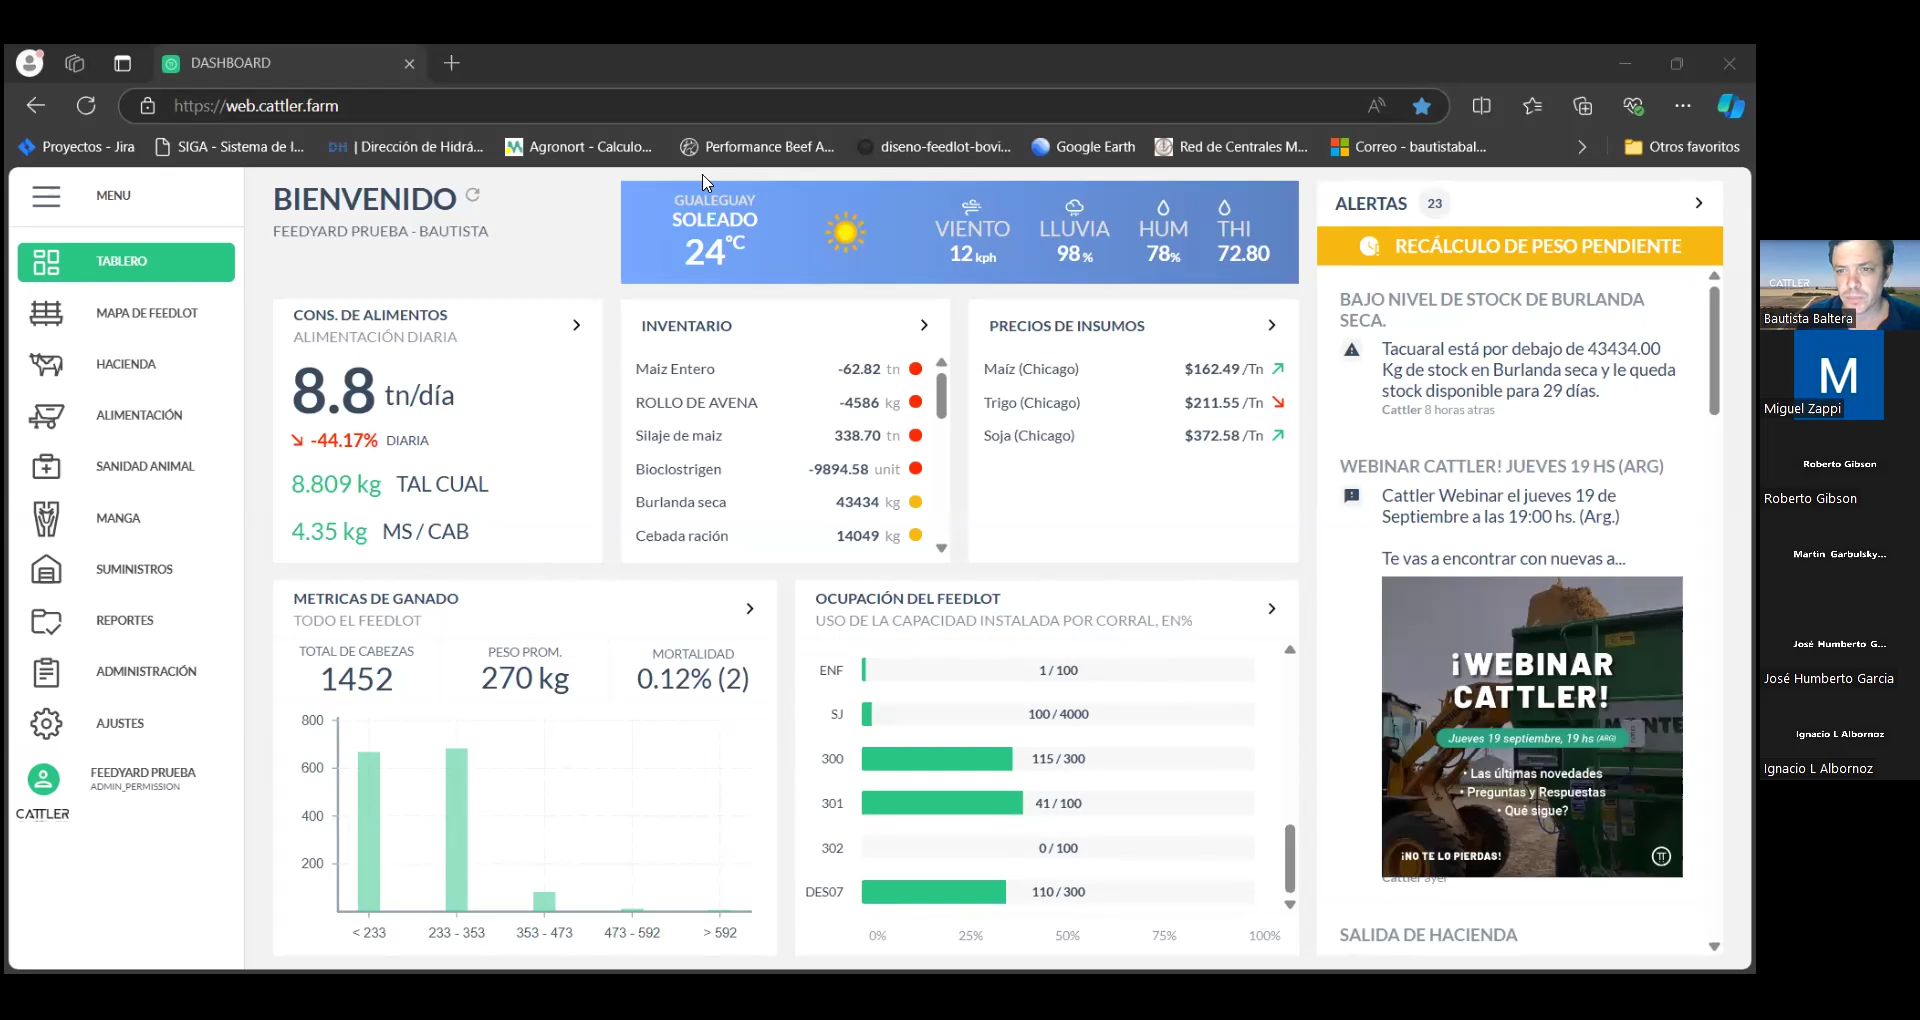 DASHBOARD
https://web.cattler.farm
Proyectos - Jira
SIGA - Sistema de I...
DH | Dirección de Hidrá...
Agronort - Calculo...
Performance Beef A...
diseno-feedlot-bovi...
Google Earth
Red de Centrales M...
Correo - bautistabal...
Otros favoritos
MENU
TABLERO
MAPA DE FEEDLOT
HACIENDA
ALIMENTACIÓN
SANIDAD ANIMAL
MANGA
SUMINISTROS
REPORTES
ADMINISTRACIÓN
AJUSTES
FEEDYARD PRUEBA
ADMIN_PERMISSION
CATTLER
BIENVENIDO
FEEDYARD PRUEBA - BAUTISTA
GUALEGUAY
SOLEADO
24°C
VIENTO
12 kph
LLUVIA
98 %
HUM
78%
THI
72.80
CONS. DE ALIMENTOS
ALIMENTACIÓN DIARIA
8.8 tn/día
-44.17% DIARIA
8.809 kg TAL CUAL
4.35 kg MS / CAB
INVENTARIO
Maiz Entero -62.82 tn
ROLLO DE AVENA -4586 kg
Silaje de maiz 338.70 tn
Bioclostrigen -9894.58 unit
Burlanda seca 43434 kg
Cebada ración 14049 kg
PRECIOS DE INSUMOS
Maíz (Chicago) $162.49 /Tn
Trigo (Chicago) $211.55 /Tn
Soja (Chicago) $372.58 /Tn
METRICAS DE GANADO
TODO EL FEEDLOT
TOTAL DE CABEZAS
1452
PESO PROM.
270 kg
MORTALIDAD
0.12% (2)
800
600
400
200
< 233 233 - 353 353 - 473 473 - 592 > 592
OCUPACIÓN DEL FEEDLOT
USO DE LA CAPACIDAD INSTALADA POR CORRAL, EN%
ENF 1 / 100
SJ 100 / 4000
300 115 / 300
301 41 / 100
302 0 / 100
DES07 110 / 300
0% 25% 50% 75% 100%
ALERTAS 23
RECÁLCULO DE PESO PENDIENTE
BAJO NIVEL DE STOCK DE BURLANDA
SECA.
Tacuaral está por debajo de 43434.00
Kg de stock en Burlanda seca y le queda
stock disponible para 29 días.
Cattler 8 horas atras
WEBINAR CATTLER! JUEVES 19 HS (ARG)
Cattler Webinar el jueves 19 de
Septiembre a las 19:00 hs. (Arg.)
Te vas a encontrar con nuevas a...
¡WEBINAR
CATTLER!
Jueves 19 septiembre, 19 hs (ARG)
• Las últimas novedades
• Preguntas y Respuestas
• Qué sigue?
¡NO TE LO PIERDAS!
Cattler ayer
SALIDA DE HACIENDA
CATTLER
Bautista Baltera
M
Miguel Zappi
Roberto Gibson
Roberto Gibson
Martin Garbulsky...
José Humberto G...
José Humberto Garcia
Ignacio L Albornoz
Ignacio L Albornoz